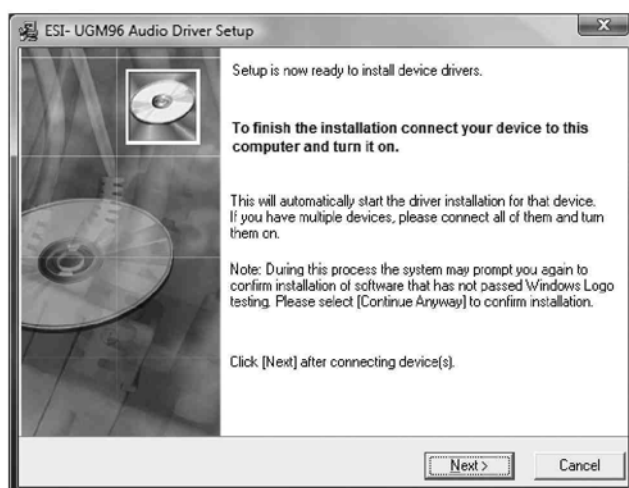 ESI- UGM96 Audio Driver Setup
Setup is now ready to install device drivers.
To finish the installation connect your device to this
computer and turn it on.
This will automatically start the driver installation for that device.
If you have multiple devices, please connect all of them and turn
them on.
Note: During this process the system may prompt you again to
confirm installation of software that has not passed Windows Logo
testing. Please select [Continue Anyway] to confirm installation.
Click [Next] after connecting device(s).
Next >
Cancel